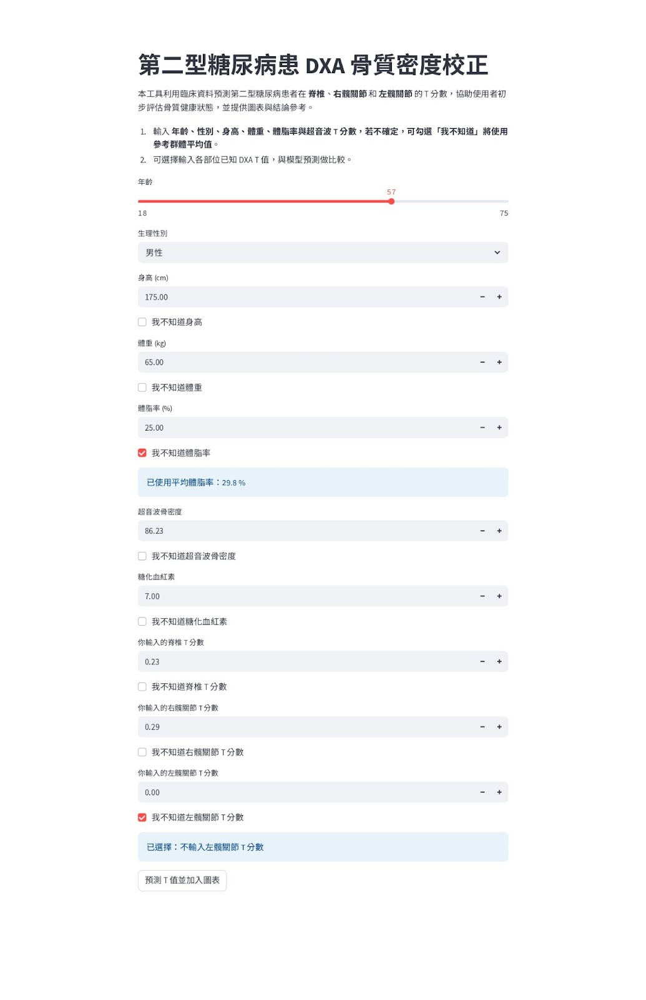 第二型糖尿病患 DXA 骨質密度校正
本工具利用臨床資料預測第二型糖尿病患者在 脊椎、右髖關節 和 左髖關節 的 T 分數，協助使用者初
步評估骨質健康狀態，並提供圖表與結論參考。
1. 輸入 年齡、性別、身高、體重、體脂率與超音波 T 分數，若不確定，可勾選「我不知道」將使用
參考群體平均值。
2. 可選擇輸入各部位已知 DXA T 值，與模型預測做比較。
年齡
57
18 75
生理性別
男性
身高 (cm)
175.00 − +
我不知道身高
體重 (kg)
65.00 − +
我不知道體重
體脂率 (%)
25.00 − +
我不知道體脂率
已使用平均體脂率：29.8 %
超音波骨密度
86.23 − +
我不知道超音波骨密度
糖化血紅素
7.00 − +
我不知道糖化血紅素
你輸入的脊椎 T 分數
0.23 − +
我不知道脊椎 T 分數
你輸入的右髖關節 T 分數
0.29 − +
我不知道右髖關節 T 分數
你輸入的左髖關節 T 分數
0.00 − +
我不知道左髖關節 T 分數
已選擇：不輸入左髖關節 T 分數
預測 T 值並加入圖表